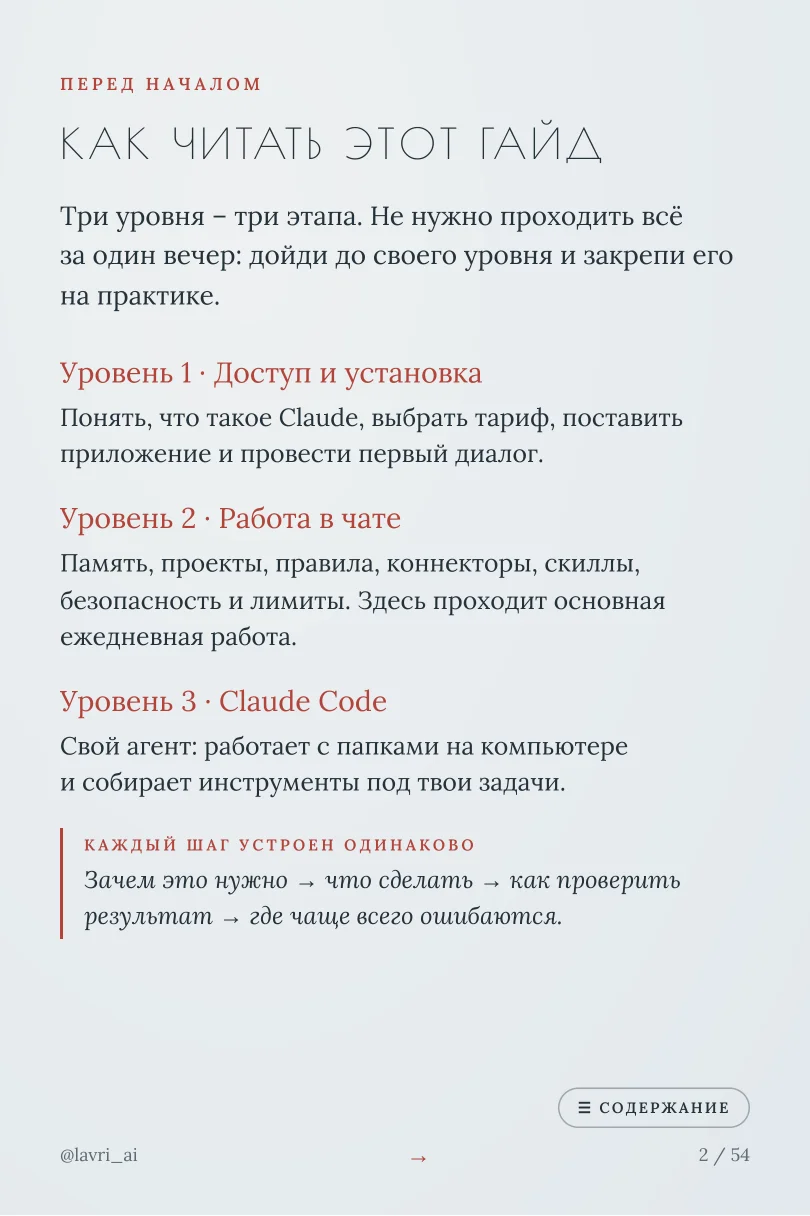 ПЕРЕД НАЧАЛОМ
КАК ЧИТАТЬ ЭТОТ ГАЙД
Три уровня – три этапа. Не нужно проходить всё
за один вечер: дойди до своего уровня и закрепи его
на практике.
Уровень 1 · Доступ и установка
Понять, что такое Claude, выбрать тариф, поставить
приложение и провести первый диалог.
Уровень 2 · Работа в чате
Память, проекты, правила, коннекторы, скиллы,
безопасность и лимиты. Здесь проходит основная
ежедневная работа.
Уровень 3 · Claude Code
Свой агент: работает с папками на компьютере
и собирает инструменты под твои задачи.
КАЖДЫЙ ШАГ УСТРОЕН ОДИНАКОВО
Зачем это нужно → что сделать → как проверить
результат → где чаще всего ошибаются.
☰ СОДЕРЖАНИЕ
@lavri_ai → 2 / 54